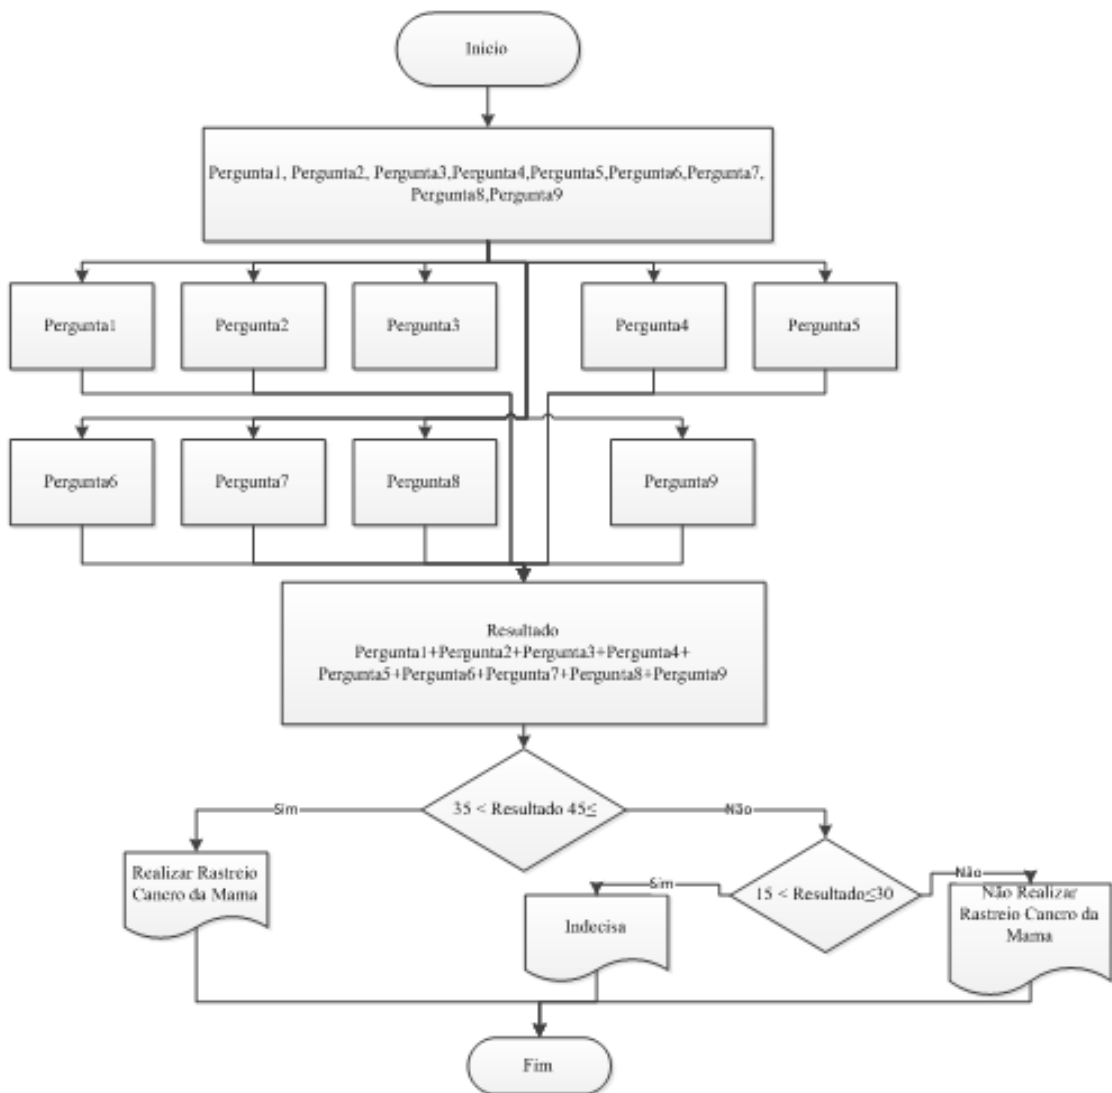 Inicio
Pergunta1, Pergunta2, Pergunta3,Pergunta4,Pergunta5,Pergunta6,Pergunta7,
Pergunta8,Pergunta9
Pergunta1
Pergunta2
Pergunta3
Pergunta4
Pergunta5
Pergunta6
Pergunta7
Pergunta8
Pergunta9
Resultado
Pergunta1+Pergunta2+Pergunta3+Pergunta4+
Pergunta5+Pergunta6+Pergunta7+Pergunta8+Pergunta9
35 < Resultado 45≤
Sim
Não
Realizar Rastreio
Cancro da Mama
15 < Resultado≤30
Sim
Não
Indecisa
Não Realizar
Rastreio Cancro da
Mama
Fim